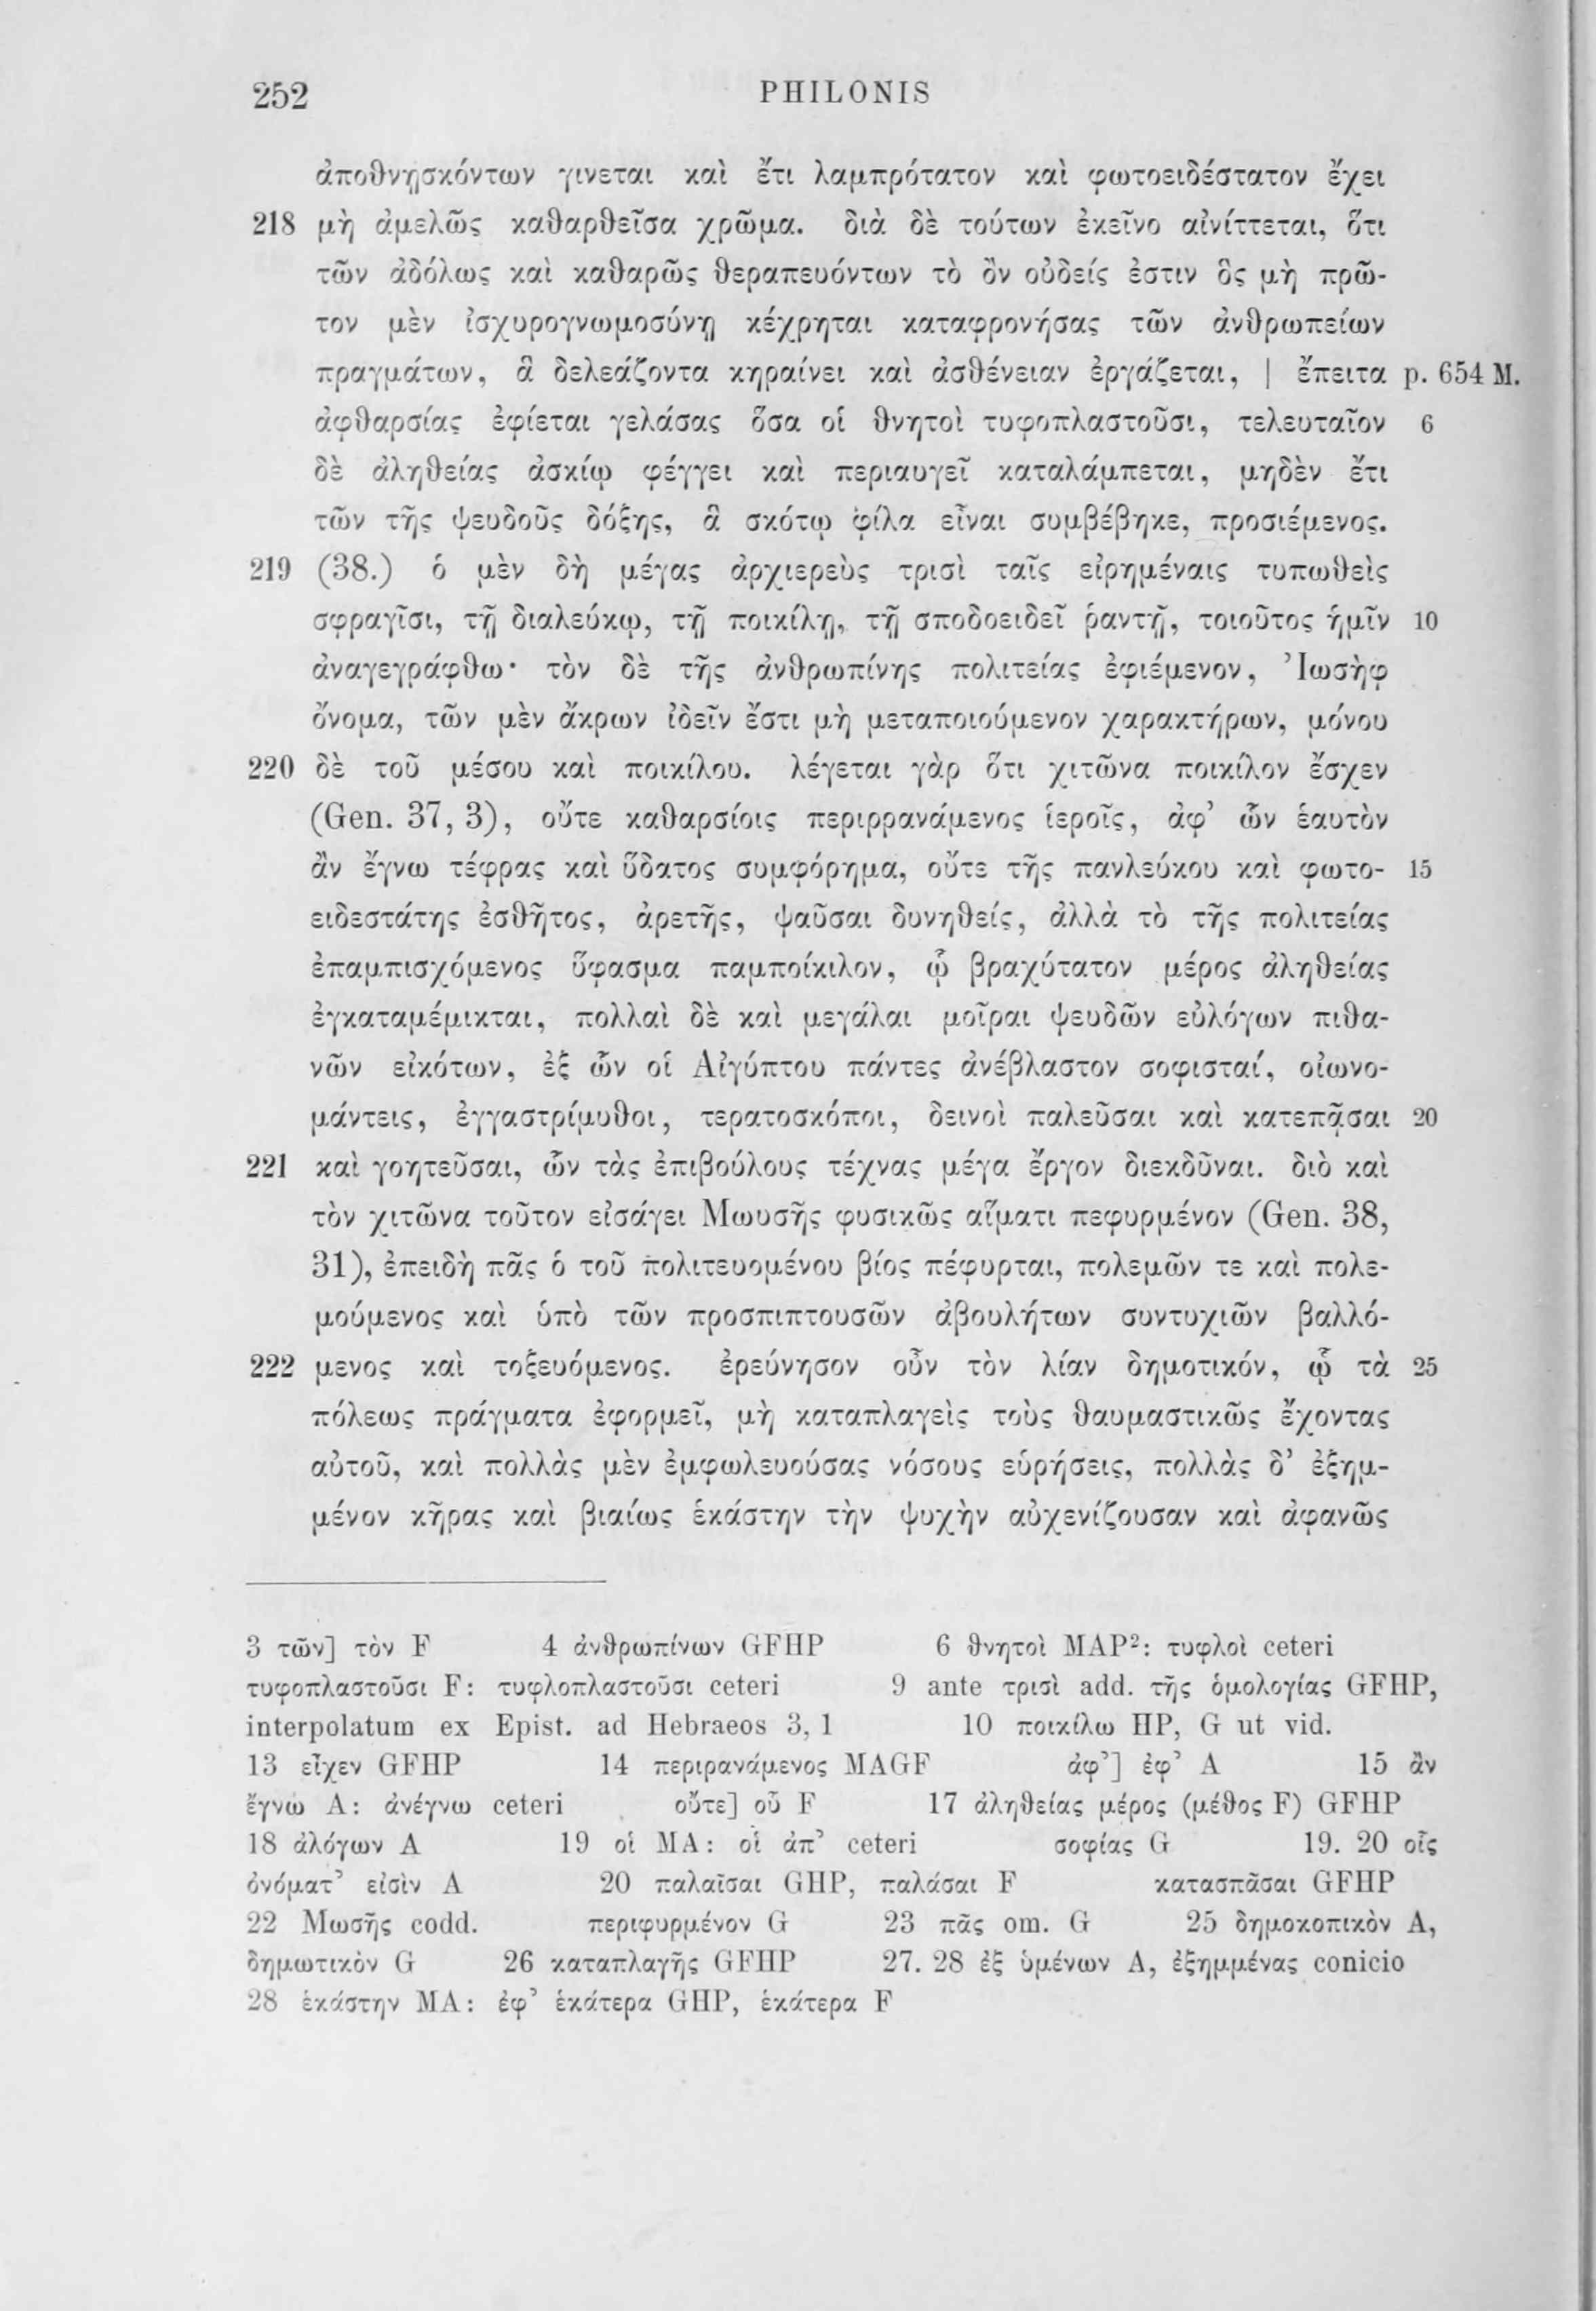 252 PHILONIS
ἀποθνησκόντων γινεται καὶ ἔτι λαμπρότατον καὶ φωτοειδέστατον ἔχει
218 μὴ ἀμελῶς καθαρθεῖσα χρῶμα. διὰ δὲ τούτων ἐκεῖνο αἰνίττεται, ὅτι
τῶν ἀδόλως καὶ καθαρῶς θεραπευόντων τὸ ὂν οὐδείς ἐστιν ὃς μὴ πρῶ-
τον μὲν ἰσχυρογνωμοσύνῃ κέχρηται καταφρονήσας τῶν ἀνθρωπείων
πραγμάτων, ἃ δελεάζοντα κηραίνει καὶ ἀσθένειαν ἐργάζεται, | ἔπειτα p. 654 M.
ἀφθαρσίας ἐφίεται γελάσας ὅσα οἱ θνητοὶ τυφοπλαστοῦσι, τελευταῖον 6
δὲ ἀληθείας ἀσκίῳ φέγγει καὶ περιαυγεῖ καταλάμπεται, μηδὲν ἔτι
τῶν τῆς ψευδοῦς δόξης, ἃ σκότῳ φίλα εἶναι συμβέβηκε, προσιέμενος.
219 (38.) ὁ μὲν δὴ μέγας ἀρχιερεὺς τρισὶ ταῖς εἰρημέναις τυπωθεὶς
σφραγῖσι, τῇ διαλεύκῳ, τῇ ποικίλῃ, τῇ σποδοειδεῖ ῥαντῇ, τοιοῦτος ἡμῖν 10
ἀναγεγράφθω· τὸν δὲ τῆς ἀνθρωπίνης πολιτείας ἐφιέμενον, Ἰωσὴφ
ὄνομα, τῶν μὲν ἄκρων ἰδεῖν ἔστι μὴ μεταποιούμενον χαρακτήρων, μόνου
220 δὲ τοῦ μέσου καὶ ποικίλου. λέγεται γὰρ ὅτι χιτῶνα ποικίλον ἔσχεν
(Gen. 37, 3), οὔτε καθαρσίοις περιρρανάμενος ἱεροῖς, ἀφ’ ὧν ἑαυτὸν
ἂν ἔγνω τέφρας καὶ ὕδατος συμφόρημα, οὔτε τῆς πανλεύκου καὶ φωτο- 15
ειδεστάτης ἐσθῆτος, ἀρετῆς, ψαῦσαι δυνηθείς, ἀλλὰ τὸ τῆς πολιτείας
ἐπαμπισχόμενος ὕφασμα παμποίκιλον, ᾧ βραχύτατον μέρος ἀληθείας
ἐγκαταμέμικται, πολλαὶ δὲ καὶ μεγάλαι μοῖραι ψευδῶν εὐλόγων πιθα-
νῶν εἰκότων, ἐξ ὧν οἱ Αἰγύπτου πάντες ἀνέβλαστον σοφισταί, οἰωνο-
μάντεις, ἐγγαστρίμυθοι, τερατοσκόποι, δεινοὶ παλεῦσαι καὶ κατεπᾷσαι 20
221 καὶ γοητεῦσαι, ὧν τὰς ἐπιβούλους τέχνας μέγα ἔργον διεκδῦναι. διὸ καὶ
τὸν χιτῶνα τοῦτον εἰσάγει Μωυσῆς φυσικῶς αἵματι πεφυρμένον (Gen. 38,
31), ἐπειδὴ πᾶς ὁ τοῦ πολιτευομένου βίος πέφυρται, πολεμῶν τε καὶ πολε-
μούμενος καὶ ὑπὸ τῶν προσπιπτουσῶν ἀβουλήτων συντυχιῶν βαλλό-
222 μενος καὶ τοξευόμενος. ἐρεύνησον οὖν τὸν λίαν δημοτικόν, ᾧ τὰ 25
πόλεως πράγματα ἐφορμεῖ, μὴ καταπλαγεὶς τοὺς θαυμαστικῶς ἔχοντας
αὐτοῦ, καὶ πολλὰς μὲν ἐμφωλευούσας νόσους εὑρήσεις, πολλὰς δ’ ἐξημ-
μένον κῆρας καὶ βιαίως ἑκάστην τὴν ψυχὴν αὐχενίζουσαν καὶ ἀφανῶς
3 τῶν] τὸν F 4 ἀνθρωπίνων GFHP 6 θνητοὶ MAP²: τυφλοὶ ceteri
τυφοπλαστοῦσι F: τυφλοπλαστοῦσι ceteri 9 ante τρισὶ add. τῆς ὁμολογίας GFHP,
interpolatum ex Epist. ad Hebraeos 3, 1 10 ποικίλω HP, G ut vid.
13 εἶχεν GFHP 14 περιρανάμενος MAGF ἀφ’] ἐφ’ A 15 ἂν
ἔγνω A: ἀνέγνω ceteri οὔτε] οὐ F 17 ἀληθείας μέρος (μέθος F) GFHP
18 ἀλόγων A 19 οἱ MA: οἱ ἀπ’ ceteri σοφίας G 19. 20 οἷς
ὀνόματ’ εἰσὶν A 20 παλαῖσαι GHP, παλάσαι F κατασπᾶσαι GFHP
22 Μωσῆς codd. περιφυρμένον G 23 πᾶς om. G 25 δημοκοπικὸν A,
δημωτικὸν G 26 καταπλαγῆς GFHP 27. 28 ἐξ ὑμένων A, ἐξημμένας conicio
28 ἑκάστην MA: ἐφ’ ἑκάτερα GHP, ἑκάτερα F